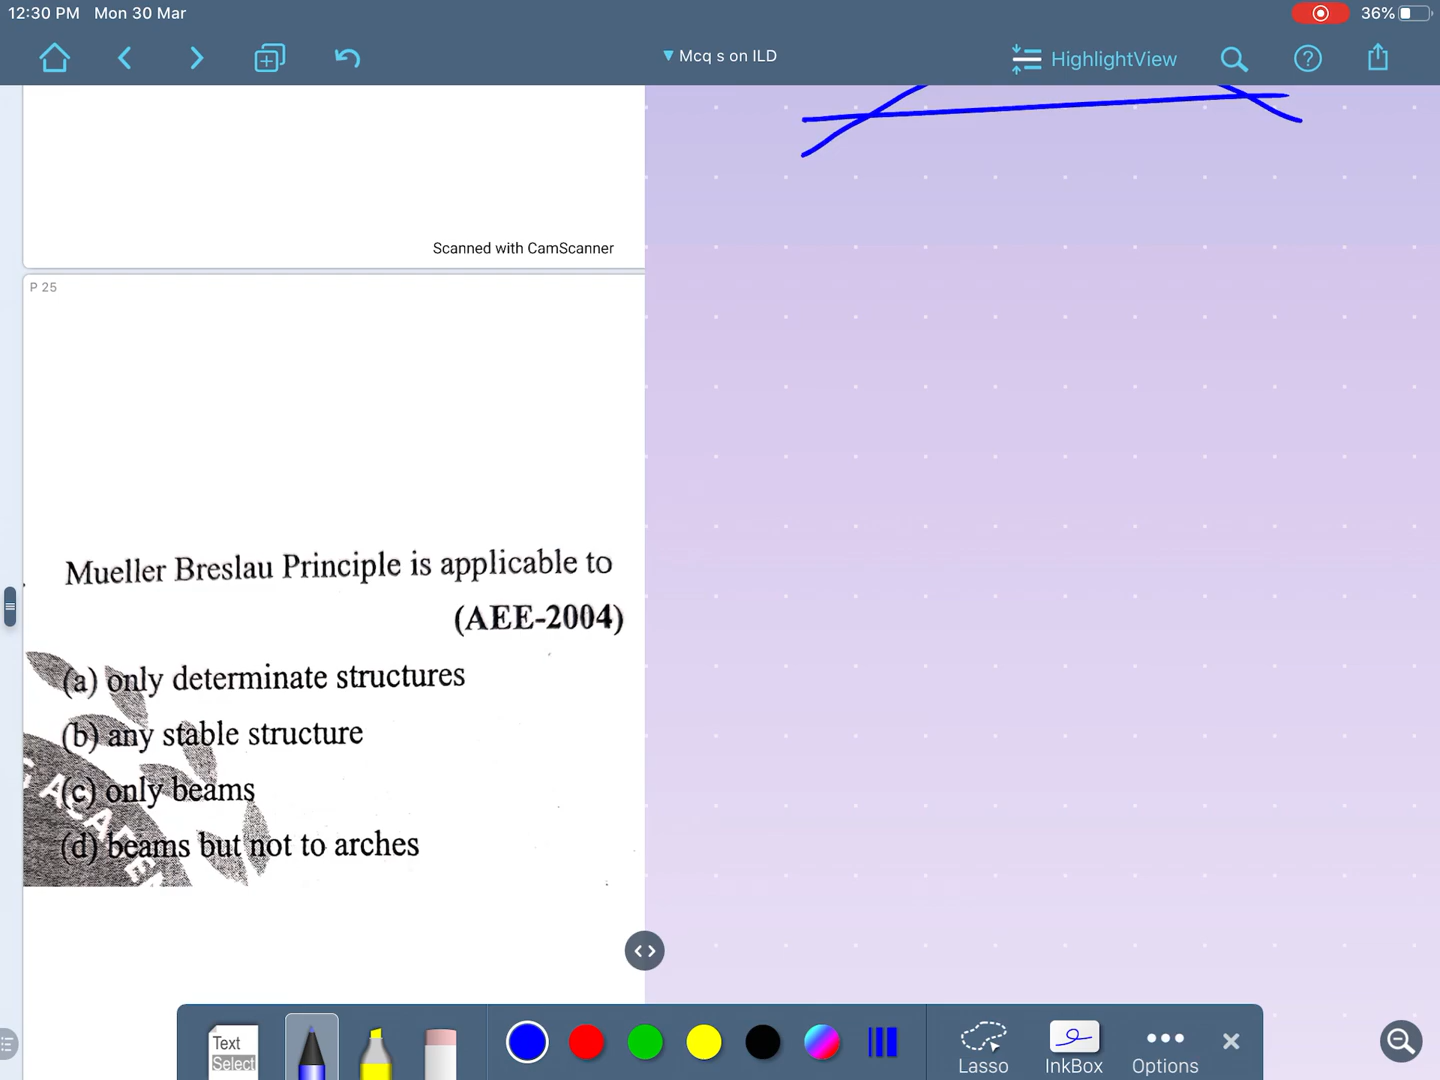 12:30 PM Mon 30 Mar
36%
Mcq s on ILD
HighlightView
Scanned with CamScanner
P 25
Mueller Breslau Principle is applicable to
(AEE-2004)
(a) only determinate structures
(b) any stable structure
(c) only beams
(d) beams but not to arches
Text
Select
Lasso
InkBox
Options